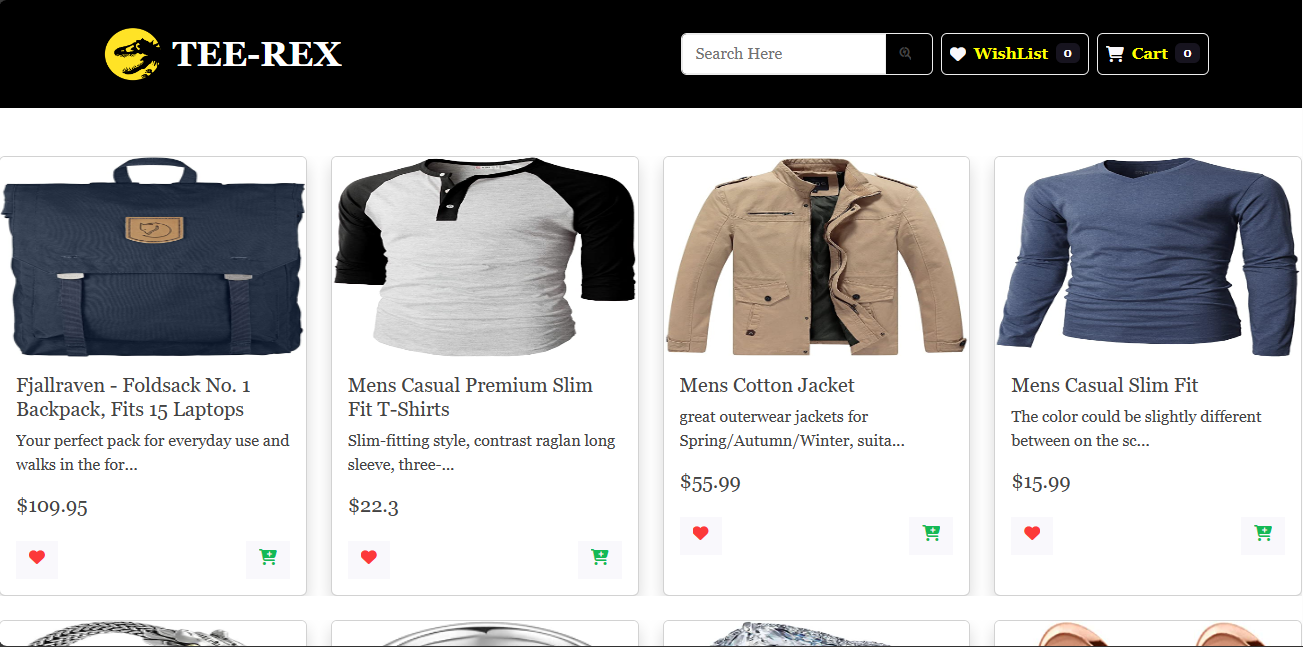 TEE-REX
Search Here
WishList 0
Cart 0
Fjallraven - Foldsack No. 1
Backpack, Fits 15 Laptops
Your perfect pack for everyday use and
walks in the for...
$109.95
Mens Casual Premium Slim
Fit T-Shirts
Slim-fitting style, contrast raglan long
sleeve, three-...
$22.3
Mens Cotton Jacket
great outerwear jackets for
Spring/Autumn/Winter, suita...
$55.99
Mens Casual Slim Fit
The color could be slightly different
between on the sc...
$15.99